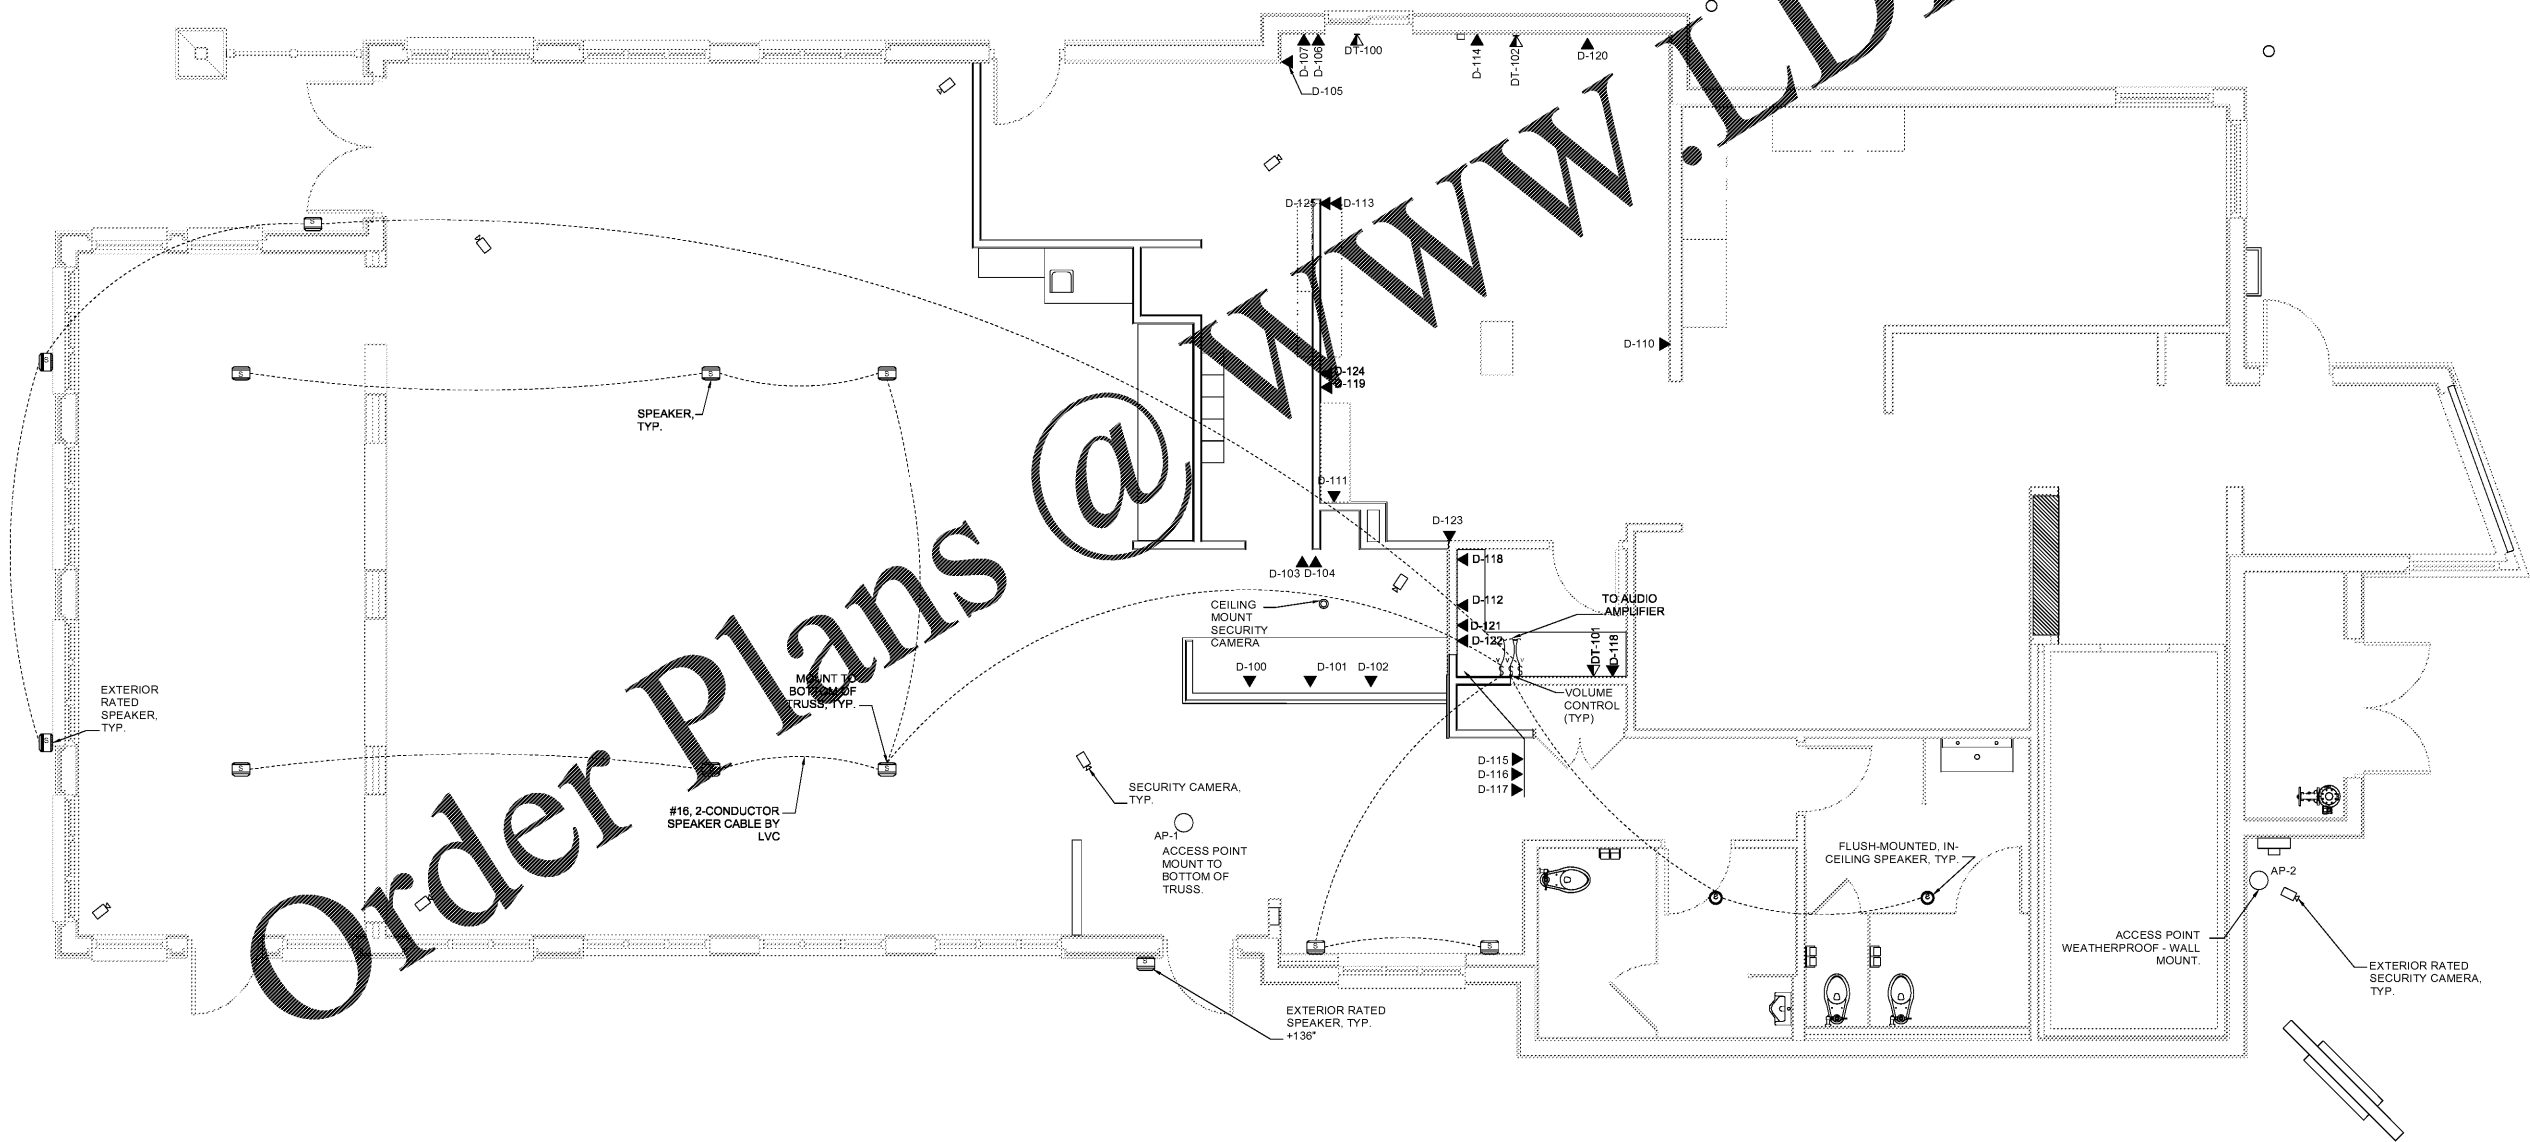 D-107
D-106
DT-100
D-114
DT-102
D-120
D-105
D-125
D-113
D-110
D-124
D-119
SPEAKER,
TYP.
D-111
D-123
D-118
D-103
D-104
CEILING
MOUNT
SECURITY
CAMERA
D-112
D-121
D-122
TO AUDIO
AMPLIFIER
DT-101
D-118
D-100
D-101
D-102
EXTERIOR
RATED
SPEAKER,
TYP.
MOUNT TO
BOTTOM OF
TRUSS, TYP.
VOLUME
CONTROL
(TYP)
D-115
D-116
D-117
#16, 2-CONDUCTOR
SPEAKER CABLE BY
LVC
SECURITY CAMERA,
TYP.
AP-1
ACCESS POINT
MOUNT TO
BOTTOM OF
TRUSS.
FLUSH-MOUNTED, IN-
CEILING SPEAKER, TYP.
AP-2
ACCESS POINT
WEATHERPROOF - WALL
MOUNT.
EXTERIOR RATED
SECURITY CAMERA,
TYP.
EXTERIOR RATED
SPEAKER, TYP.
+136"
Order Plans @ www.LD